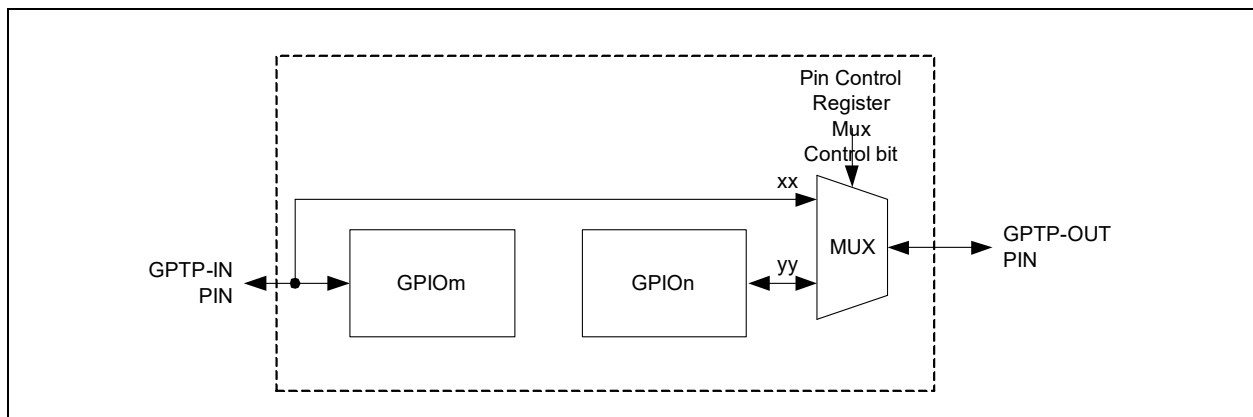 Pin Control
Register
Mux
Control bit
xx
MUX
GPTP-OUT
PIN
GPTP-IN
PIN
GPIOm
GPIOn
yy